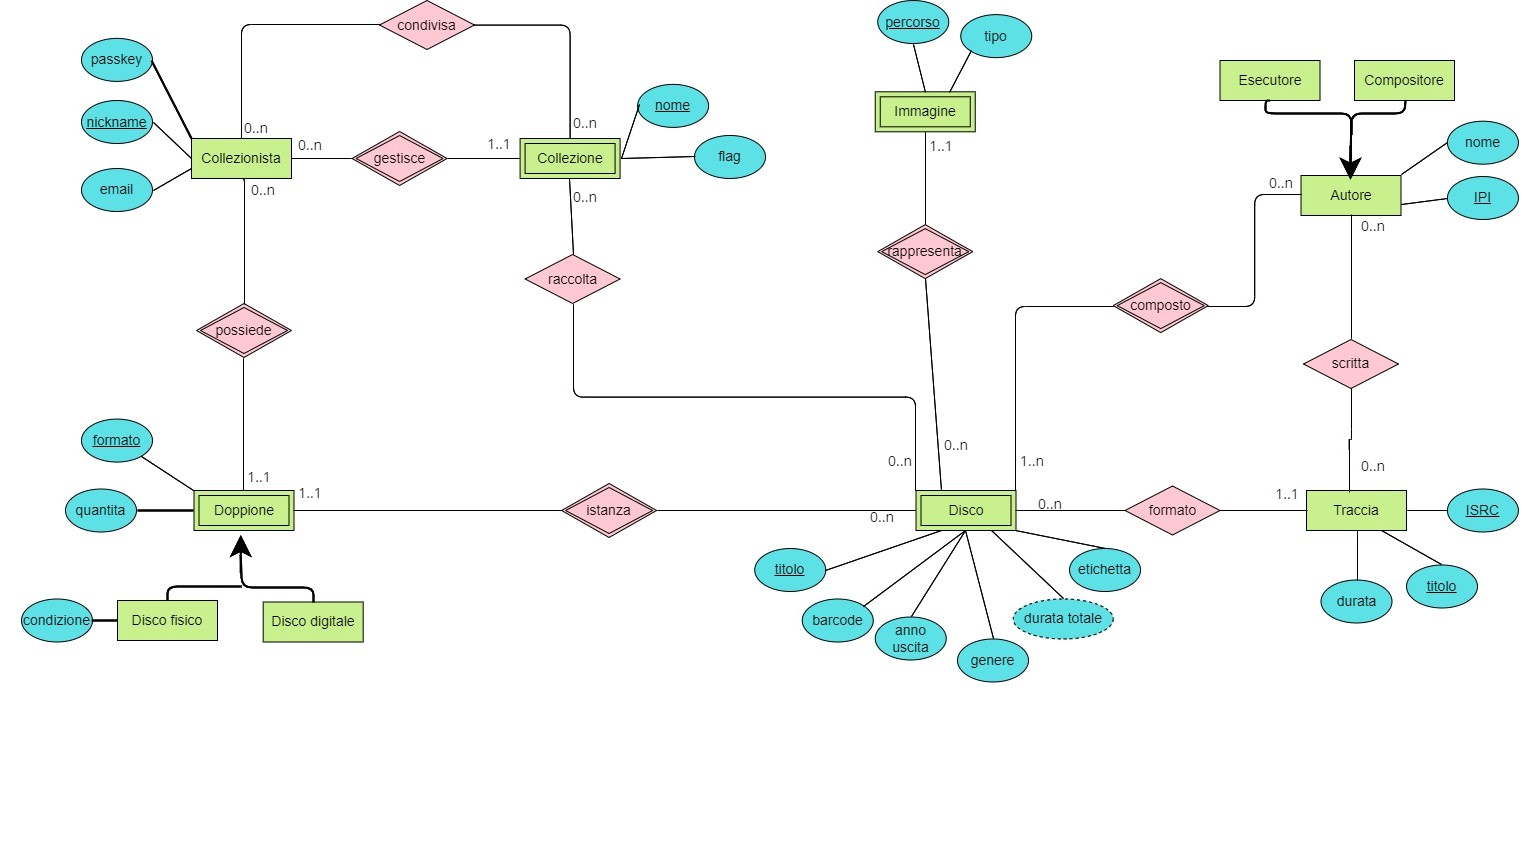 condivisa
percorso
tipo
passkey
Esecutore
Compositore
nome
nickname
Immagine
0..n
0..n
nome
Collezionista
0..n
gestisce
1..1
Collezione
flag
1..1
email
0..n
0..n
0..n
Autore
IPI
0..n
rappresenta
raccolta
composto
possiede
scritta
formato
0..n
0..n
1..n
0..n
1..1
1..1
1..1
quantita
Doppione
istanza
0..n
Disco
0..n
formato
Traccia
ISRC
titolo
etichetta
titolo
durata
condizione
Disco fisico
Disco digitale
barcode
anno
uscita
durata totale
genere